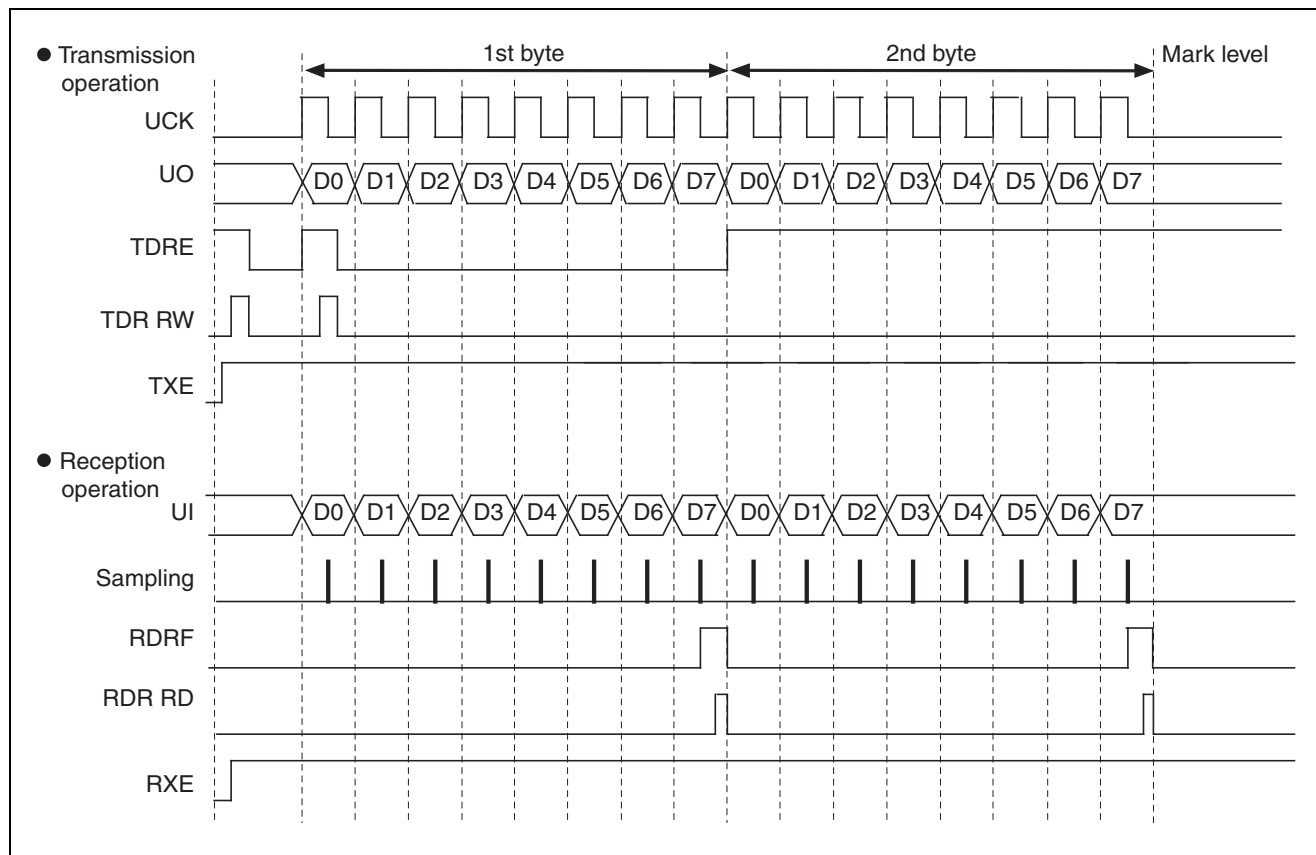 ● Transmission operation
1st byte
2nd byte
Mark level
UCK
UO
D0 D1 D2 D3 D4 D5 D6 D7 D0 D1 D2 D3 D4 D5 D6 D7
TDRE
TDR RW
TXE
● Reception operation
UI
D0 D1 D2 D3 D4 D5 D6 D7 D0 D1 D2 D3 D4 D5 D6 D7
Sampling
RDRF
RDR RD
RXE